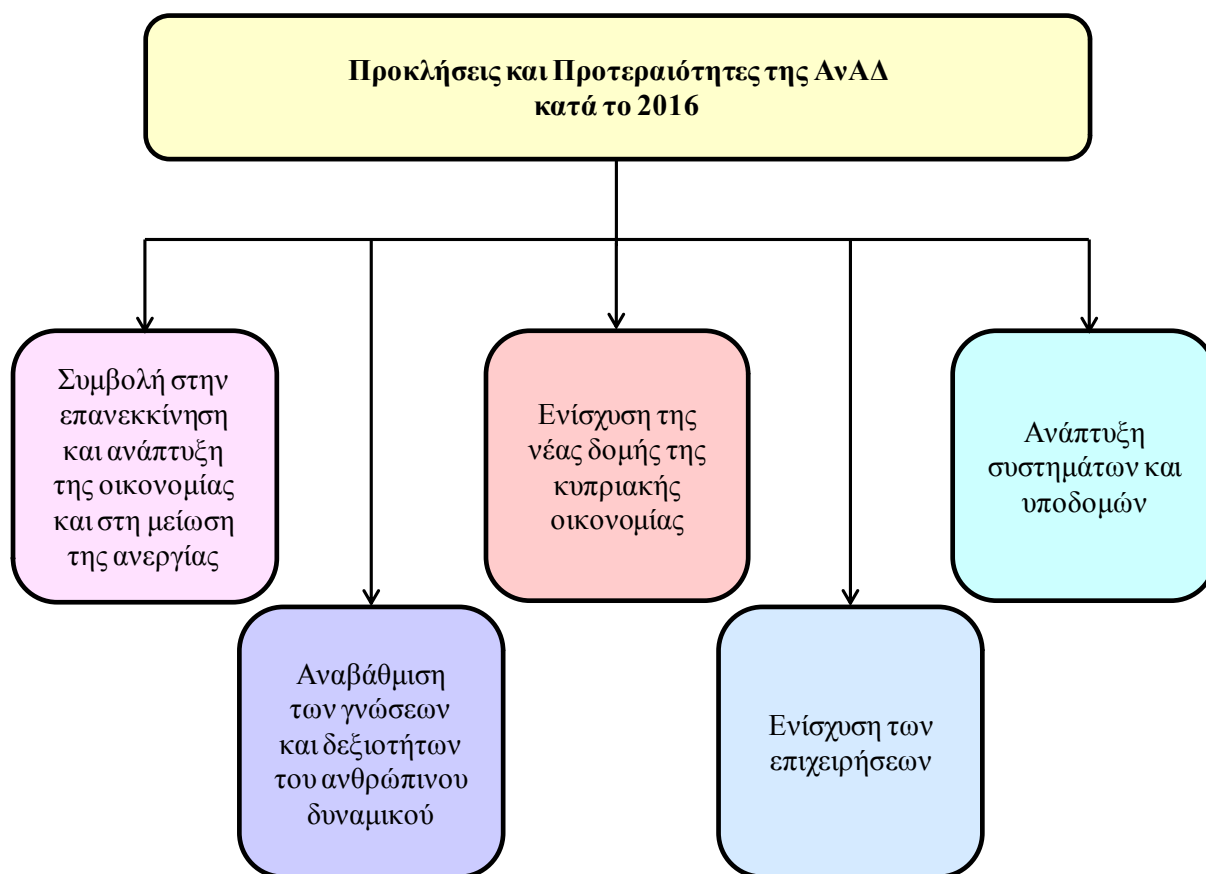 Προκλήσεις και Προτεραιότητες της ΑνΑΔ
κατά το 2016
Συμβολή στην
επανεκκίνηση
και ανάπτυξη
της οικονομίας
και στη μείωση
της ανεργίας
Αναβάθμιση
των γνώσεων
και δεξιοτήτων
του ανθρώπινου
δυναμικού
Ενίσχυση της
νέας δομής της
κυπριακής
οικονομίας
Ενίσχυση των
επιχειρήσεων
Ανάπτυξη
συστημάτων και
υποδομών